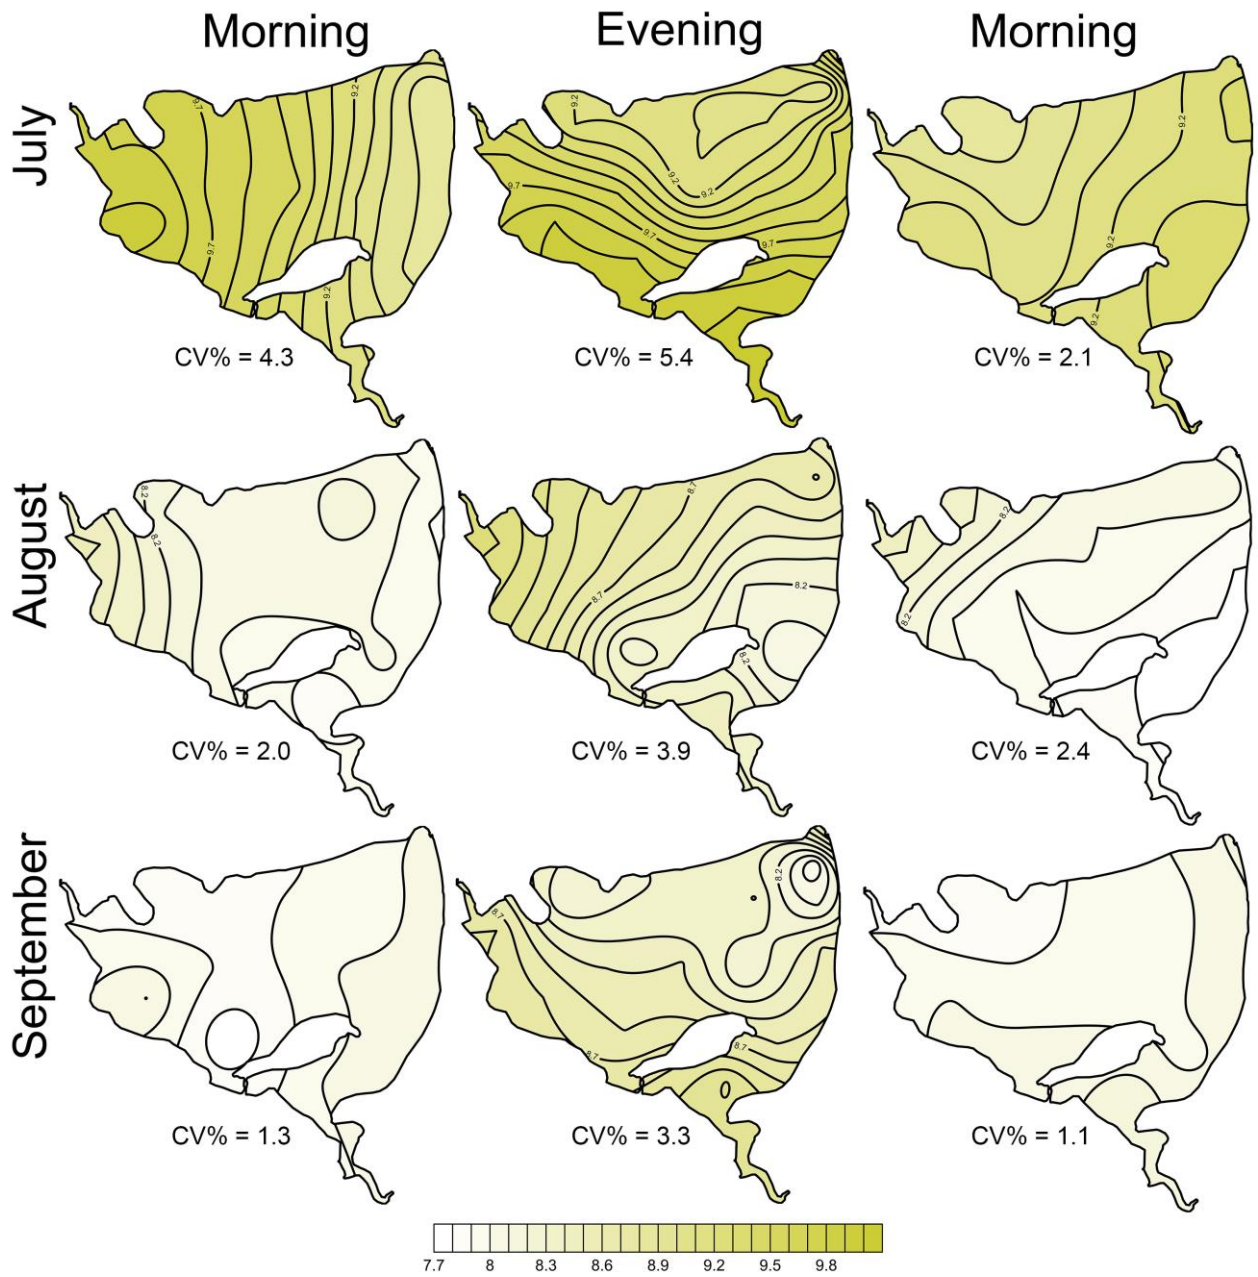 Morning Evening Morning
July
9.7 9.2 9.7 9.2
9.2 9.2 9.2 9.7 9.7 9.7
9.2 9.2 9.2
CV% = 4.3 CV% = 5.4 CV% = 2.1
August
8.2 8.2
8.7 8.7 8.2 8.2
8.2 8.2
CV% = 2.0 CV% = 3.9 CV% = 2.4
September
8.7 8.2 8.7 8.7
CV% = 1.3 CV% = 3.3 CV% = 1.1
7.7 8 8.3 8.6 8.9 9.2 9.5 9.8